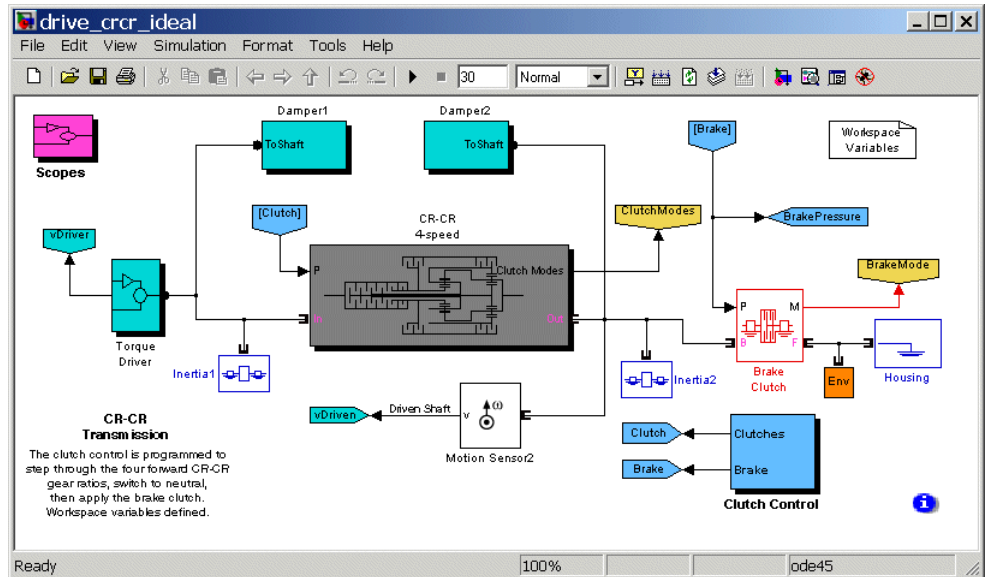 drive_crcr_ideal
File Edit View Simulation Format Tools Help
30 Normal
Scopes
Damper1
ToShaft
Damper2
ToShaft
[Brake]
Workspace
Variables
[Clutch]
CR-CR
4-speed
ClutchModes
BrakePressure
vDriver
P
Clutch Modes
In
Out
BrakeMode
Torque
Driver
P M
B F
Brake
Clutch
Env
Housing
Inertia1
Inertia2
vDriven
Driven Shaft
v
(ω)
Motion Sensor2
CR-CR
Transmission
The clutch control is programmed to
step through the four forward CR-CR
gear ratios, switch to neutral,
then apply the brake clutch.
Workspace variables defined.
Clutch
Clutches
Brake
Brake
Clutch Control
i
Ready
100%
ode45